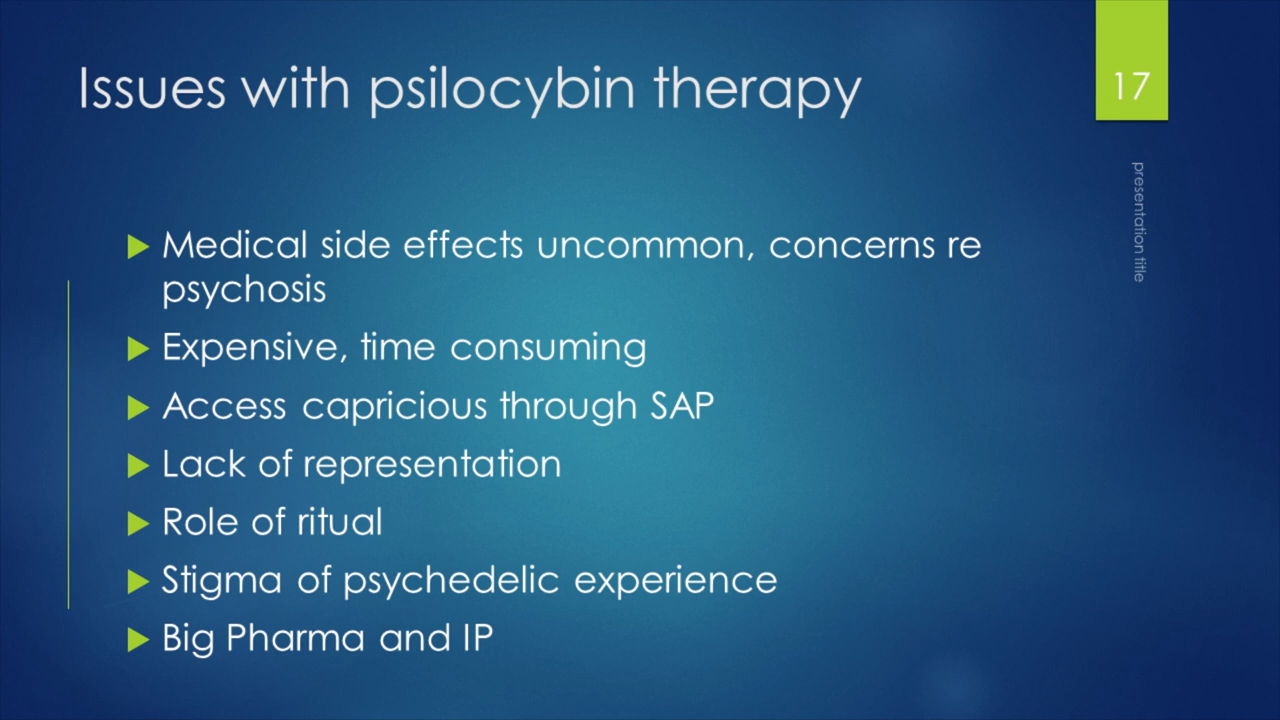 Issues with psilocybin therapy
17
presentation title
Medical side effects uncommon, concerns re
psychosis
Expensive, time consuming
Access capricious through SAP
Lack of representation
Role of ritual
Stigma of psychedelic experience
Big Pharma and IP